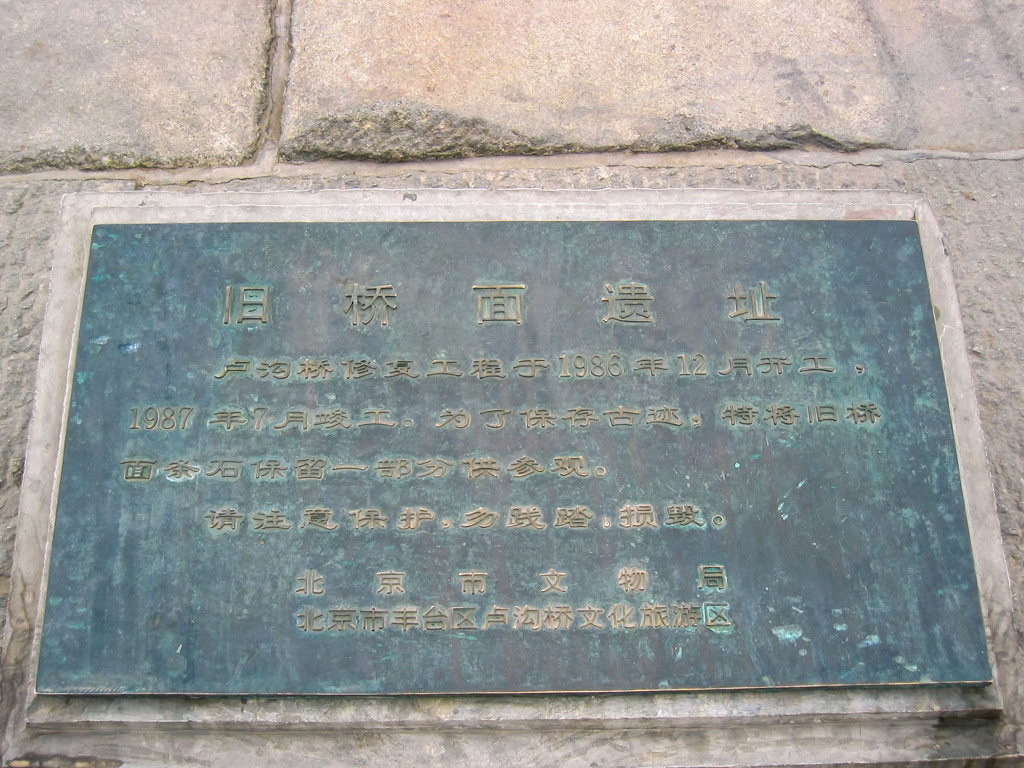 旧桥面遗址
卢沟桥修复工程于1986年12月开工，
1987年7月竣工。为了保存古迹，特将旧桥
面条石保留一部分供参观。
请注意保护，勿践踏、损毁。
北京市文物局
北京市丰台区卢沟桥文化旅游区